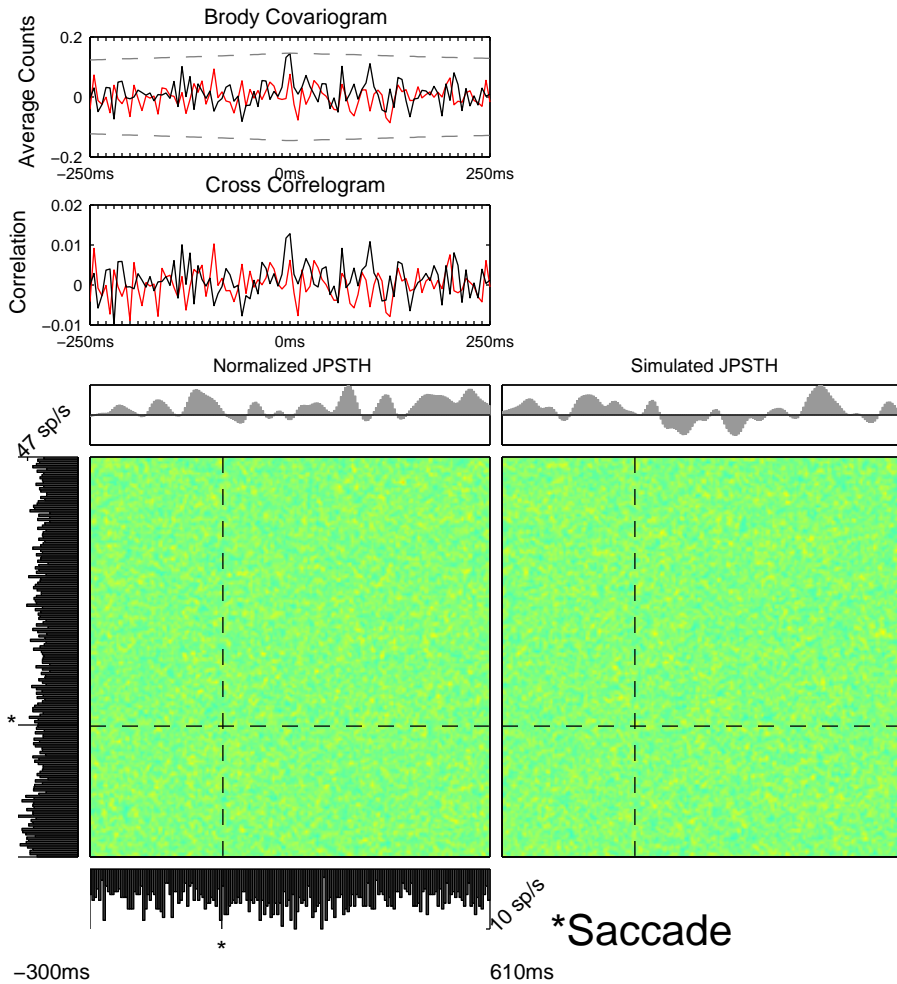 Brody Covariogram
Average Counts
0.2
0
−0.2
−250ms
0ms
250ms
Cross Correlogram
Correlation
0.02
0.01
0
−0.01
−250ms
0ms
250ms
Normalized JPSTH
Simulated JPSTH
47 sp/s
*
10 sp/s
*
*Saccade
−300ms
610ms